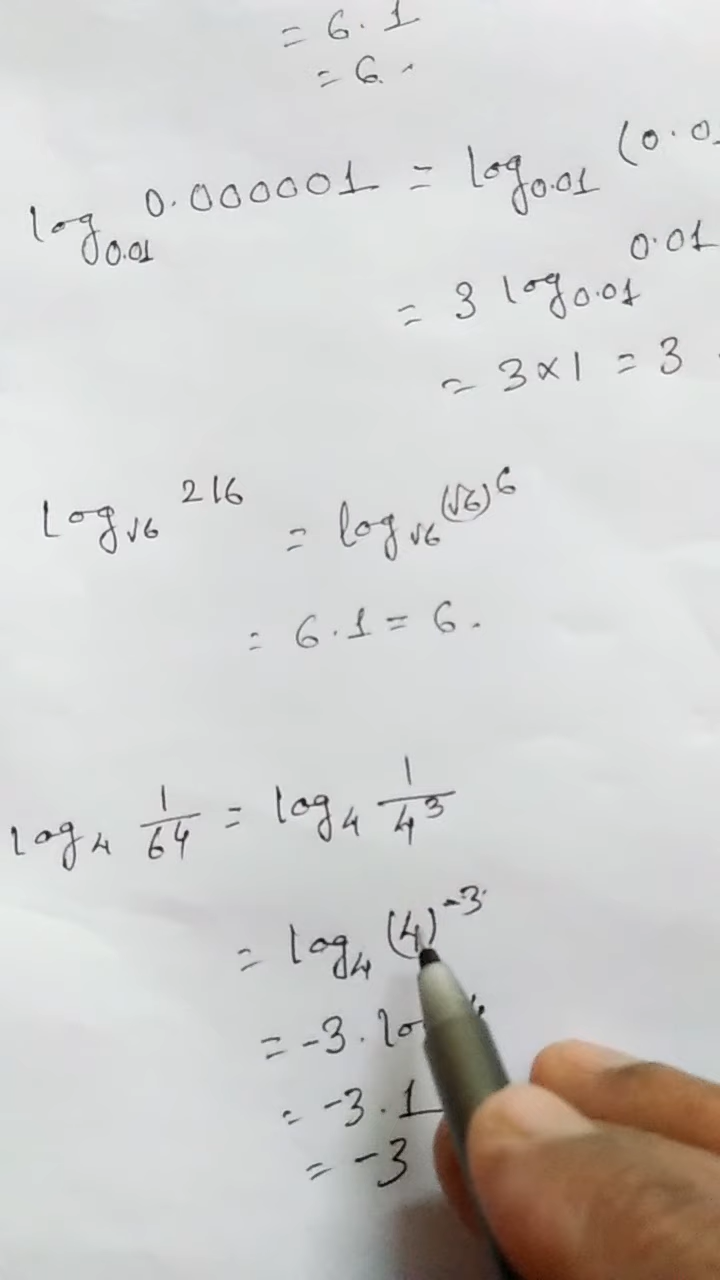 = 6.1
= 6.
log₀.₀₁ 0.000001 = log₀.₀₁ (0.0
= 3 log₀.₀₁ 0.01
= 3×1 = 3
log√6 216 = log√6 (√6)⁶
= 6.1 = 6.
log₄ 1/64 = log₄ 1/4³
= log₄ (4)⁻³
= -3. lo
= -3.1
= -3